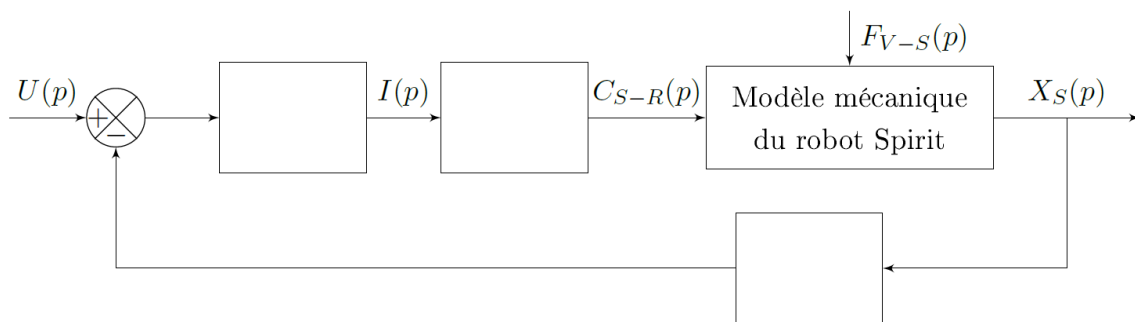 F_{V-S}(p)
U(p)
I(p)
C_{S-R}(p)
Modèle mécanique
du robot Spirit
X_S(p)
+
−